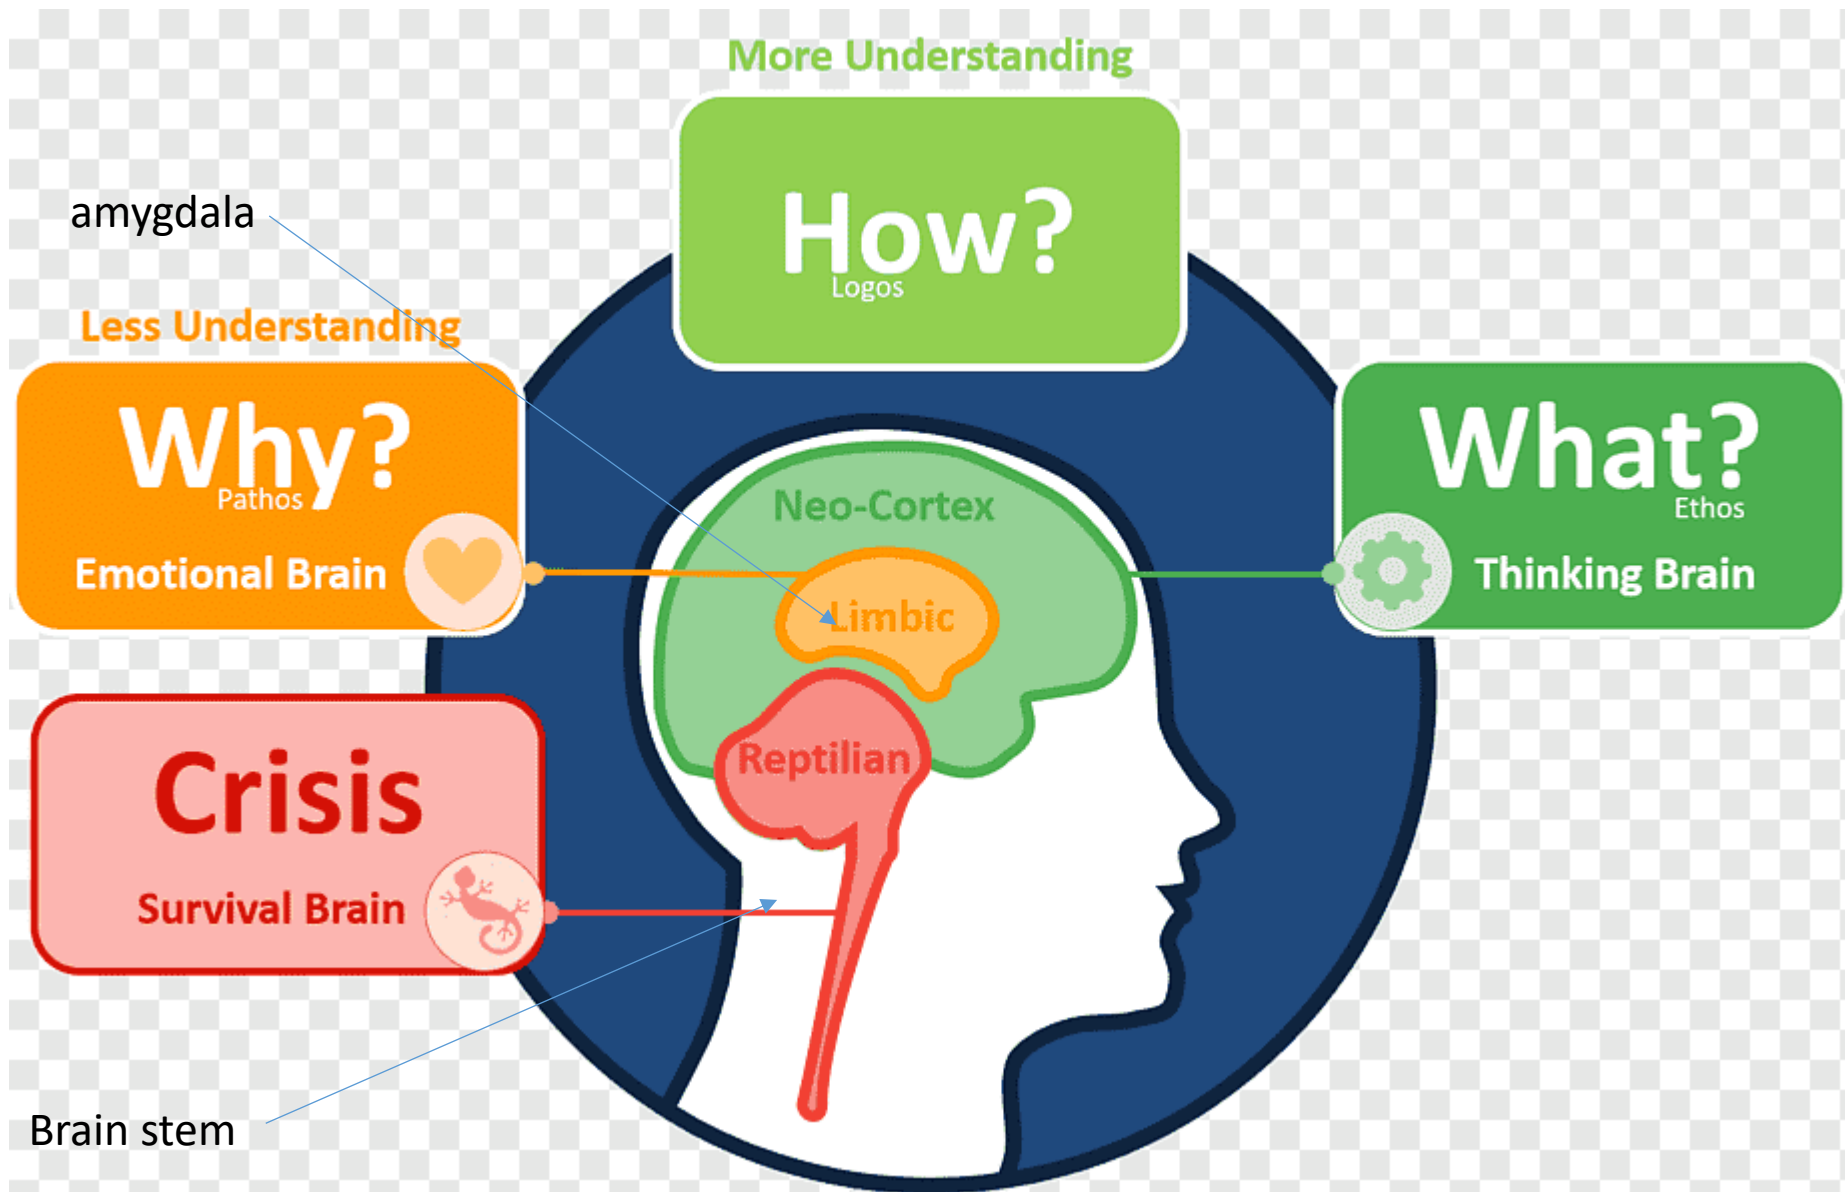 More Understanding
How?
Logos
amygdala
Less Understanding
Why?
Pathos
Emotional Brain
What?
Ethos
Thinking Brain
Neo-Cortex
Limbic
Reptilian
Crisis
Survival Brain
Brain stem